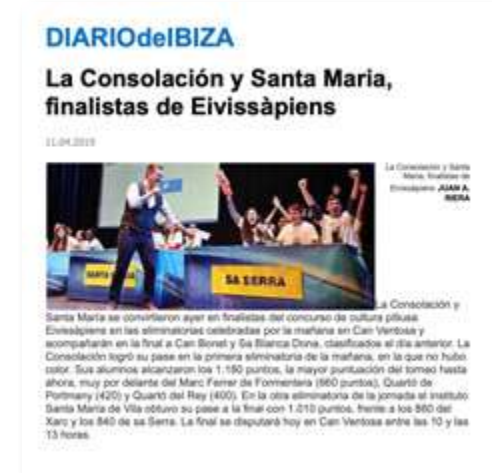 DIARIOdeIBIZA
La Consolación y Santa Maria,
finalistas de Eivissàpiens
11.04.2019
La Consolación y Santa
Maria, finalistas de
Eivissàpiens JUAN A.
RIERA
SANTA
SA SERRA
La Consolación y
Santa Maria se convirtieron ayer en finalistas del concurso de cultura pitiusa
Eivissàpiens en las eliminatorias celebradas por la mañana en Can Ventosa y
acompañarán en la final a Can Bonet y Sa Blanca Dona, clasificados el día anterior. La
Consolación logró su pase en la primera eliminatoria de la mañana, en la que no hubo
color. Sus alumnos alcanzaron los 1.180 puntos, la mayor puntuación del torneo hasta
ahora, muy por delante del Marc Ferrer de Formentera (660 puntos), Quartó de
Portmany (420) y Quartó del Rey (400). En la otra eliminatoria de la jornada el instituto
Santa Maria de Vila obtuvo su pase a la final con 1.010 puntos, frente a los 860 del
Xarc y los 840 de sa Serra. La final se disputará hoy en Can Ventosa entre las 10 y las
13 horas.